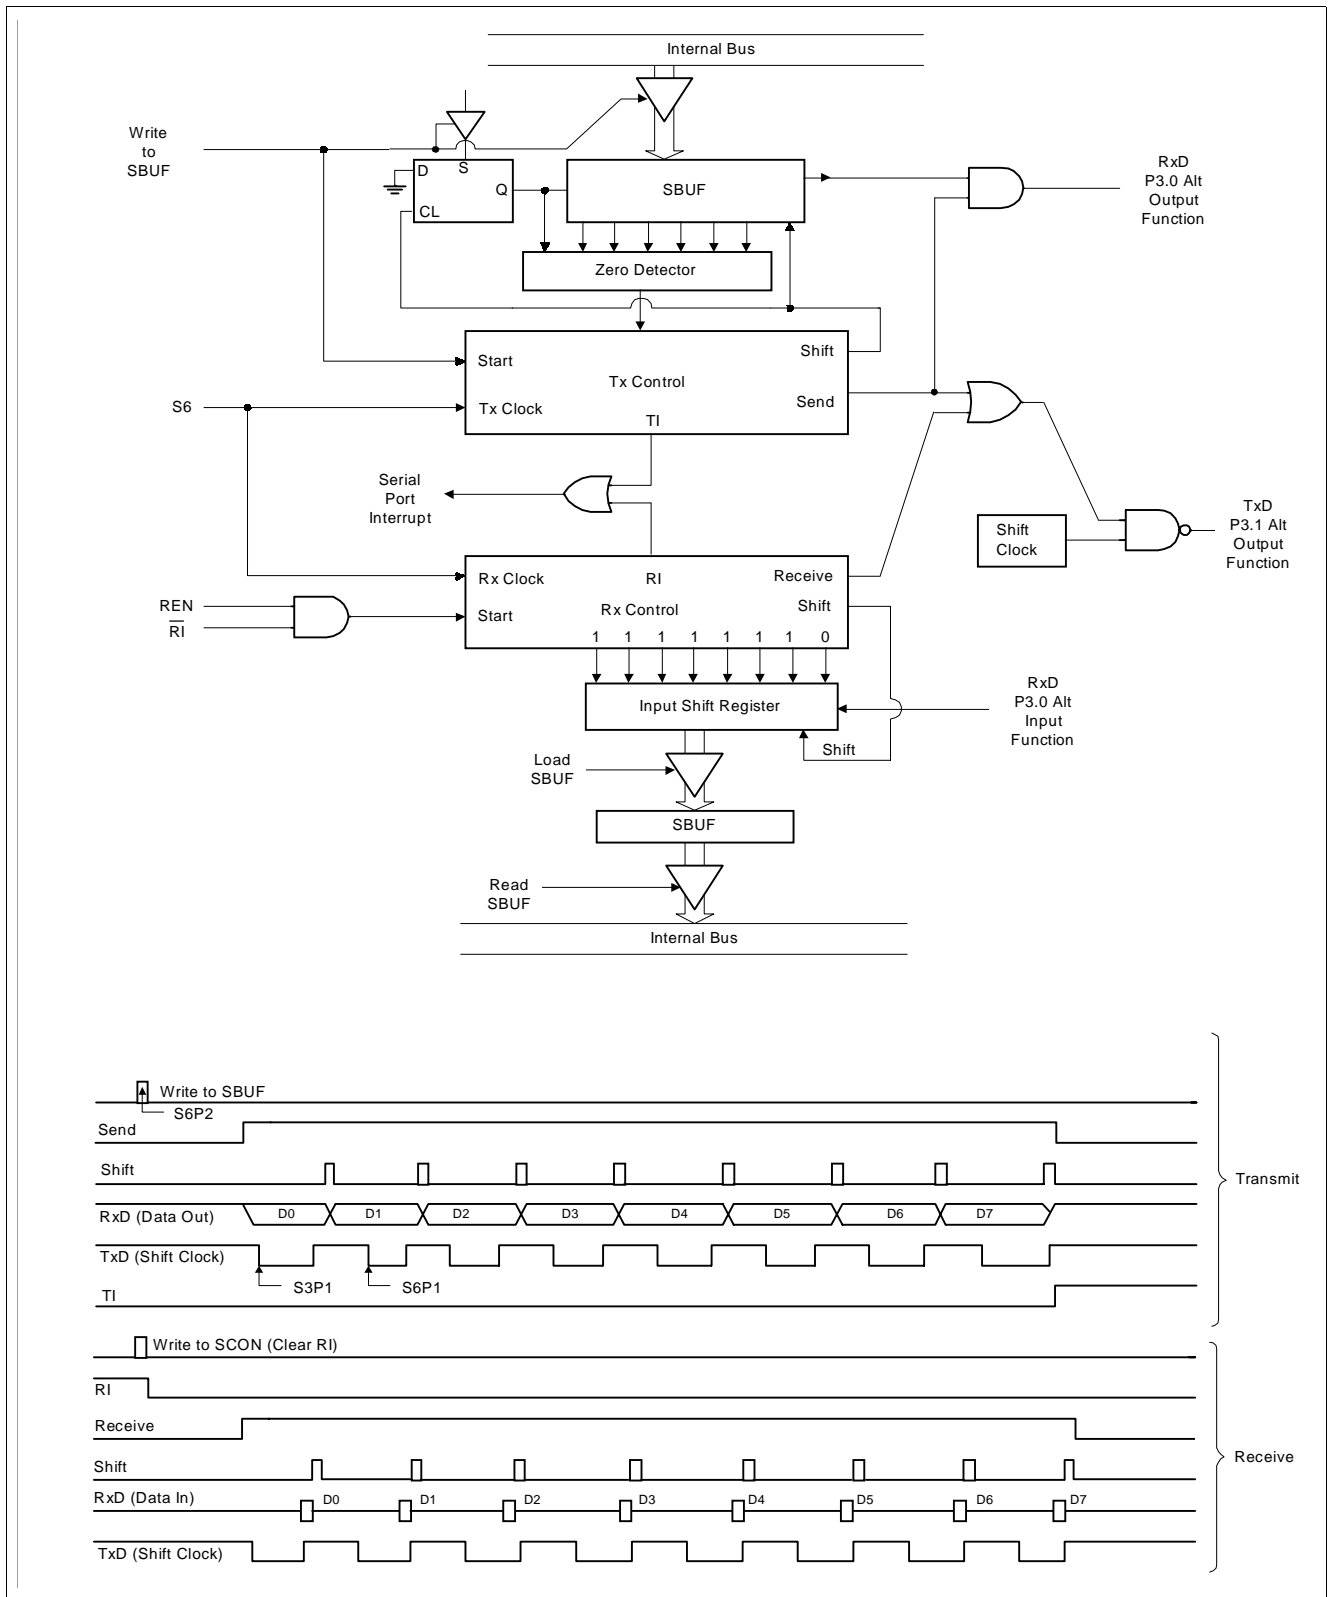 Internal Bus
Write
to
SBUF
D
S
Q
CL
SBUF
RxD
P3.0 Alt
Output
Function
Zero Detector
Start
Shift
Tx Control
Send
S6
Tx Clock
TI
Serial
Port
Interrupt
Shift
Clock
TxD
P3.1 Alt
Output
Function
Rx Clock
RI
Receive
REN
RI
Start
Rx Control
Shift
1 1 1 1 1 1 1 0
Input Shift Register
RxD
P3.0 Alt
Input
Function
Shift
Load
SBUF
SBUF
Read
SBUF
Internal Bus
Write to SBUF
S6P2
Send
Shift
RxD (Data Out)
D0 D1 D2 D3 D4 D5 D6 D7
TxD (Shift Clock)
S3P1 S6P1
TI
Transmit
Write to SCON (Clear RI)
RI
Receive
Shift
RxD (Data In)
D0 D1 D2 D3 D4 D5 D6 D7
TxD (Shift Clock)
Receive